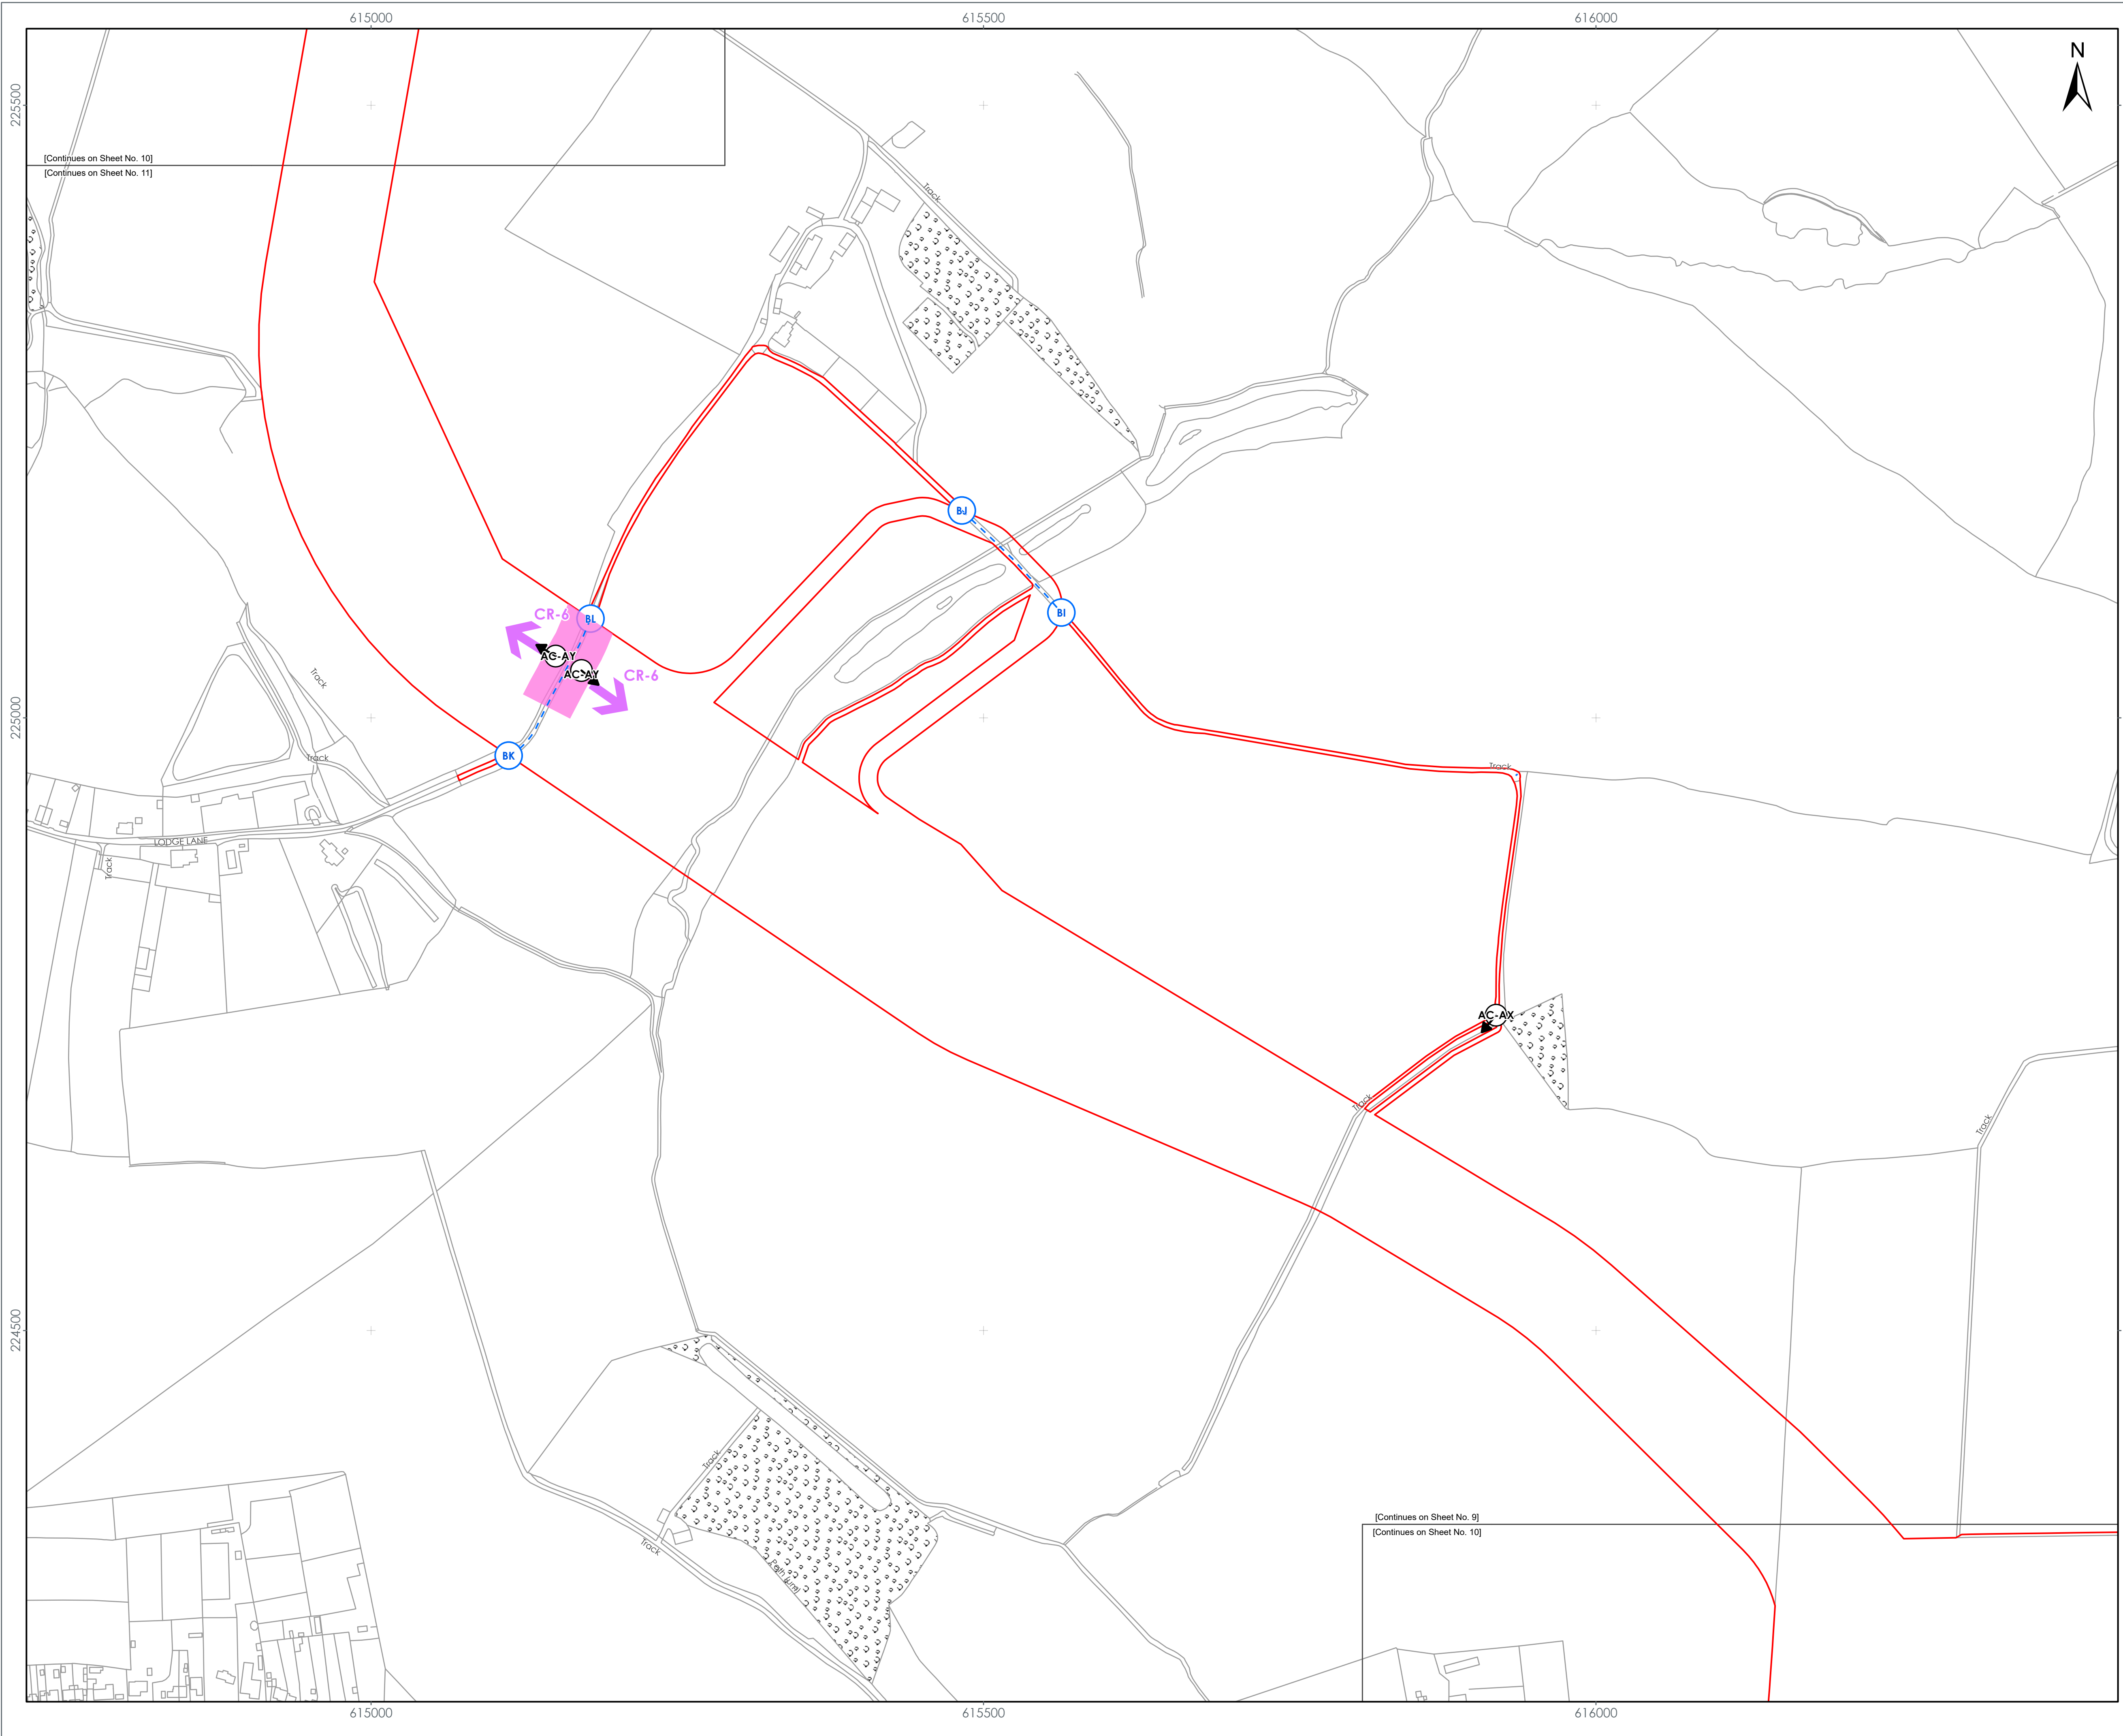 615000
615500
616000
N
225500
[Continues on Sheet No. 10]
[Continues on Sheet No. 11]
Track
BJ
BI
BL
CR-6
AC-AY
AC-AY
CR-6
Track
225000
BK
Track
Track
LODGE LANE
Track
AC-AX
Track
Track
224500
Track
[Continues on Sheet No. 9]
[Continues on Sheet No. 10]
Track
Path (um)
615000
615500
616000